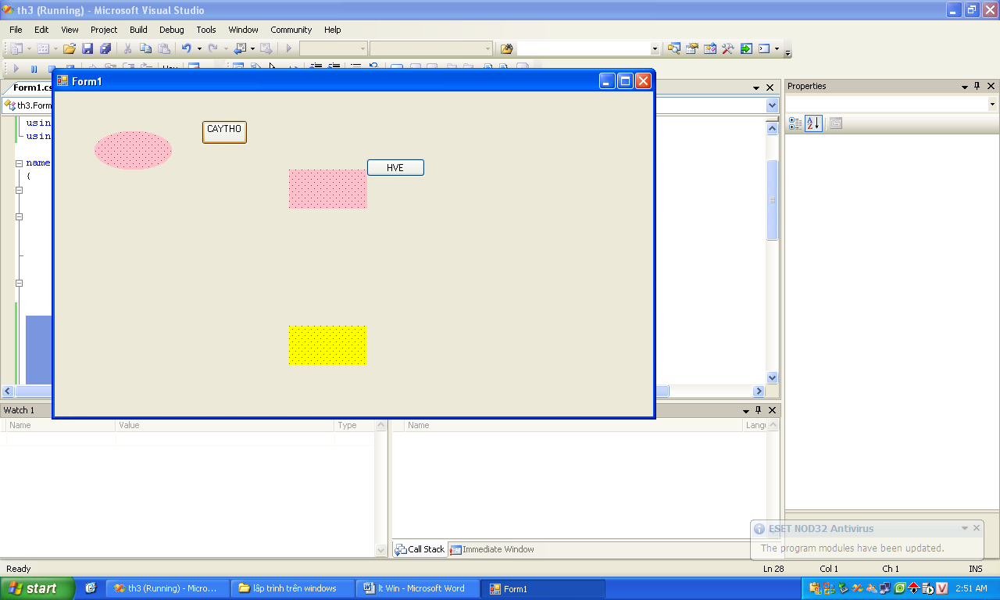 th3 (Running) - Microsoft Visual Studio
File Edit View Project Build Debug Tools Window Community Help
Form1
Form1.cs
Properties
th3.Form
CAYTHO
usin
usin
HVE
name
{
Watch 1
Name Value Type
Name Langu
ESET NOD32 Antivirus
The program modules have been updated.
Call Stack Immediate Window
Ready Ln 28 Col 1 Ch 1 INS
start th3 (Running) - Micro... lập trình trên windows lt Win - Microsoft Word Form1 2:51 AM